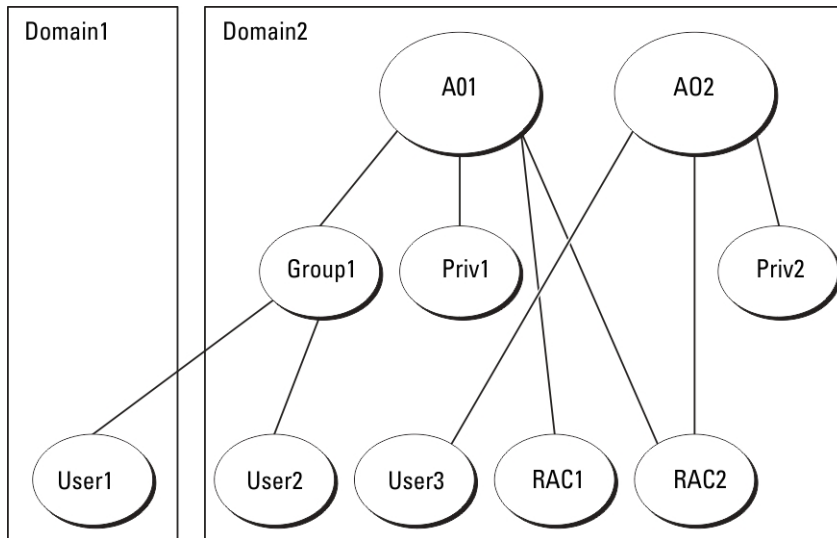 Domain1
Domain2
A01
AO2
Group1
Priv1
Priv2
User1
User2
User3
RAC1
RAC2